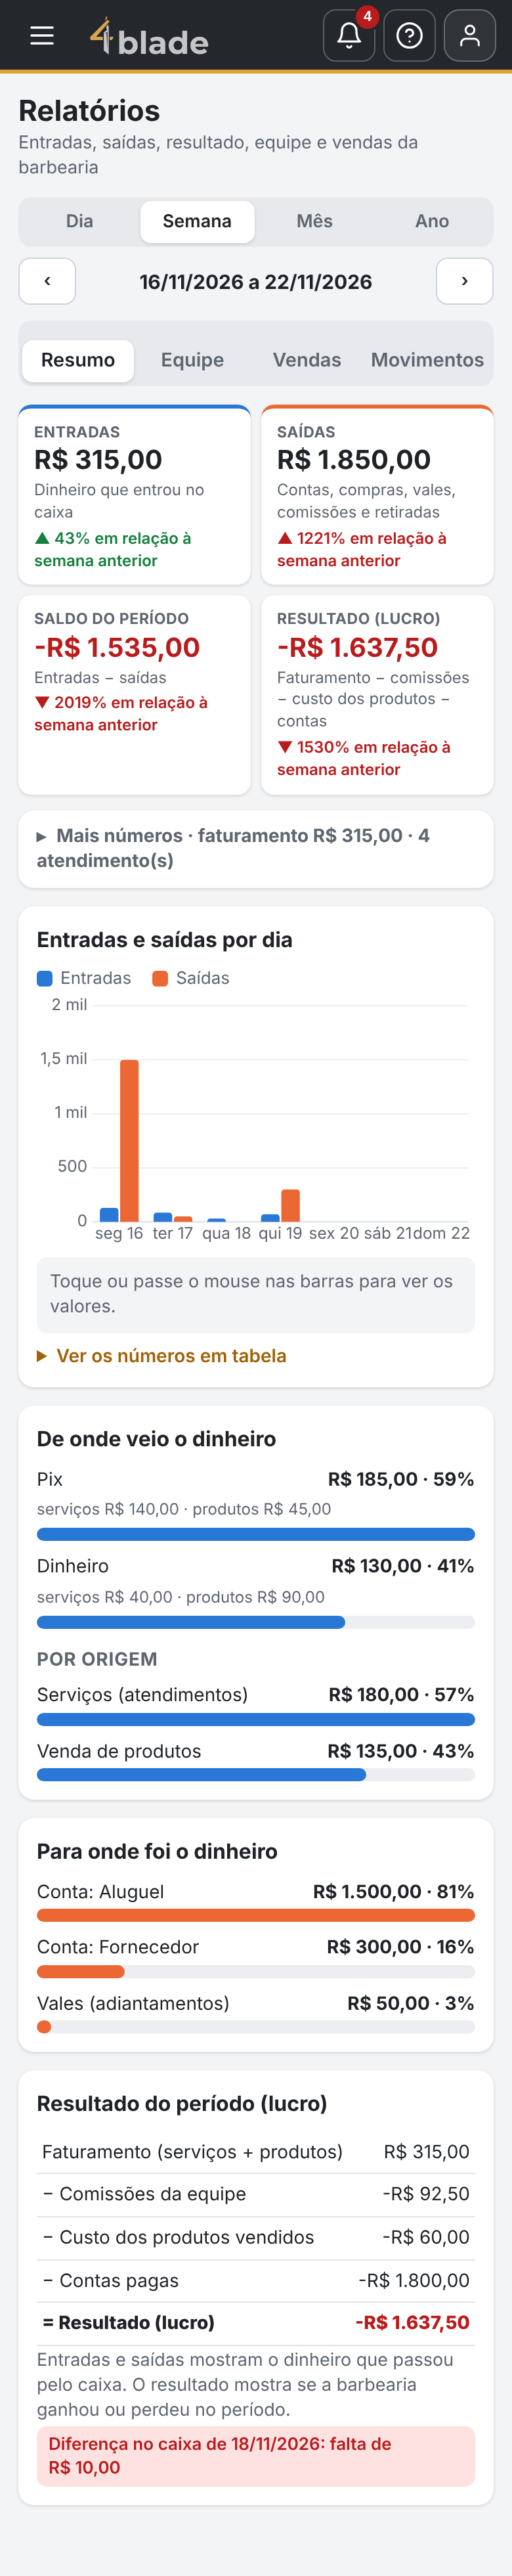 4blade
4
Relatórios
Entradas, saídas, resultado, equipe e vendas da
barbearia
Dia Semana Mês Ano
‹ 16/11/2026 a 22/11/2026 ›
Resumo Equipe Vendas Movimentos
ENTRADAS
R$ 315,00
Dinheiro que entrou no
caixa
▲ 43% em relação à
semana anterior
SAÍDAS
R$ 1.850,00
Contas, compras, vales,
comissões e retiradas
▲ 1221% em relação à
semana anterior
SALDO DO PERÍODO
-R$ 1.535,00
Entradas − saídas
▼ 2019% em relação à
semana anterior
RESULTADO (LUCRO)
-R$ 1.637,50
Faturamento − comissões
− custo dos produtos −
contas
▼ 1530% em relação à
semana anterior
▸ Mais números · faturamento R$ 315,00 · 4
atendimento(s)
Entradas e saídas por dia
Entradas Saídas
2 mil
1,5 mil
1 mil
500
0
seg 16 ter 17 qua 18 qui 19 sex 20 sáb 21 dom 22
Toque ou passe o mouse nas barras para ver os
valores.
▶ Ver os números em tabela
De onde veio o dinheiro
Pix R$ 185,00 · 59%
serviços R$ 140,00 · produtos R$ 45,00
Dinheiro R$ 130,00 · 41%
serviços R$ 40,00 · produtos R$ 90,00
POR ORIGEM
Serviços (atendimentos) R$ 180,00 · 57%
Venda de produtos R$ 135,00 · 43%
Para onde foi o dinheiro
Conta: Aluguel R$ 1.500,00 · 81%
Conta: Fornecedor R$ 300,00 · 16%
Vales (adiantamentos) R$ 50,00 · 3%
Resultado do período (lucro)
Faturamento (serviços + produtos) R$ 315,00
− Comissões da equipe -R$ 92,50
− Custo dos produtos vendidos -R$ 60,00
− Contas pagas -R$ 1.800,00
= Resultado (lucro) -R$ 1.637,50
Entradas e saídas mostram o dinheiro que passou
pelo caixa. O resultado mostra se a barbearia
ganhou ou perdeu no período.
Diferença no caixa de 18/11/2026: falta de
R$ 10,00